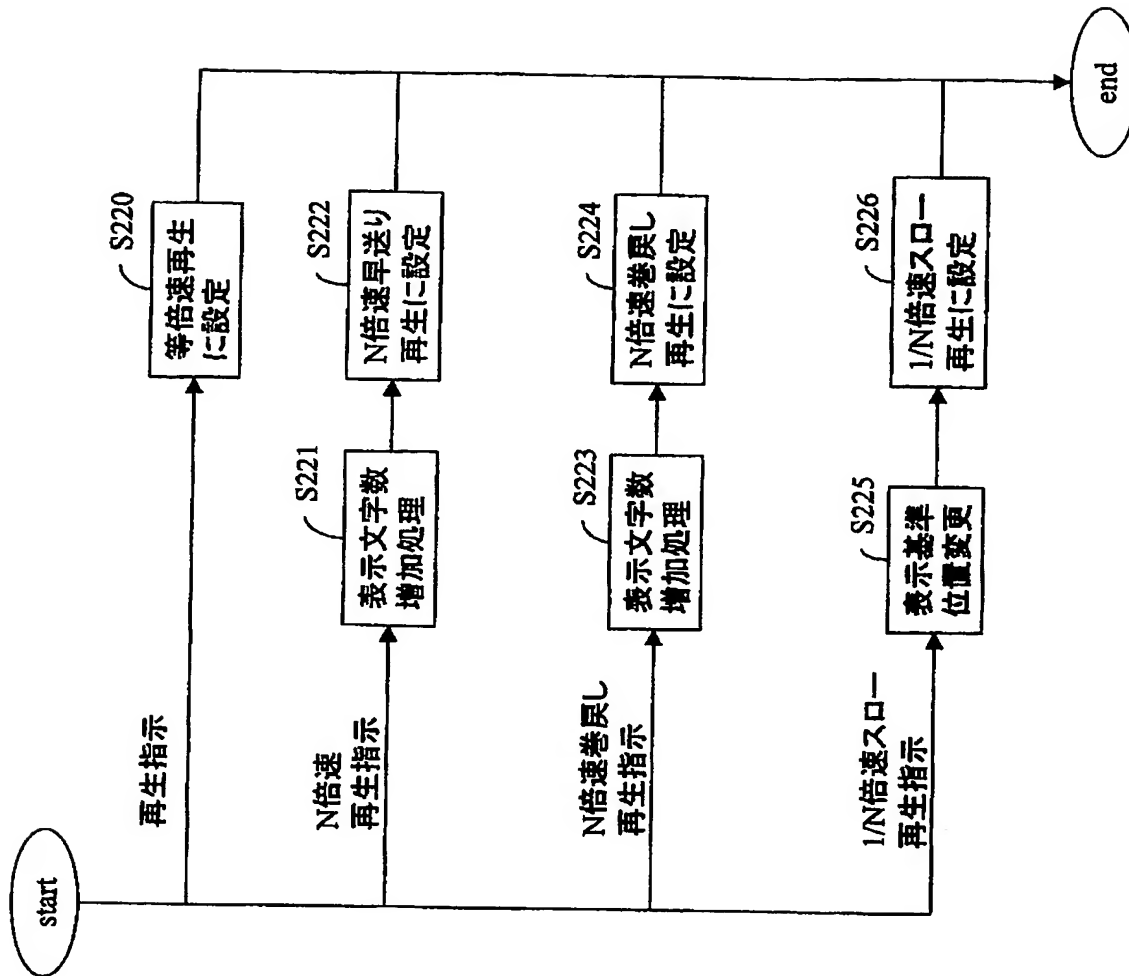 start
再生指示
S220
等倍速再生
に設定
N倍速
再生指示
S221
表示文字数
増加処理
S222
N倍速早送り
再生に設定
N倍速巻戻し
再生指示
S223
表示文字数
増加処理
S224
N倍速巻戻し
再生に設定
1/N倍速スロー
再生指示
S225
表示基準
位置変更
S226
1/N倍速スロー
再生に設定
end